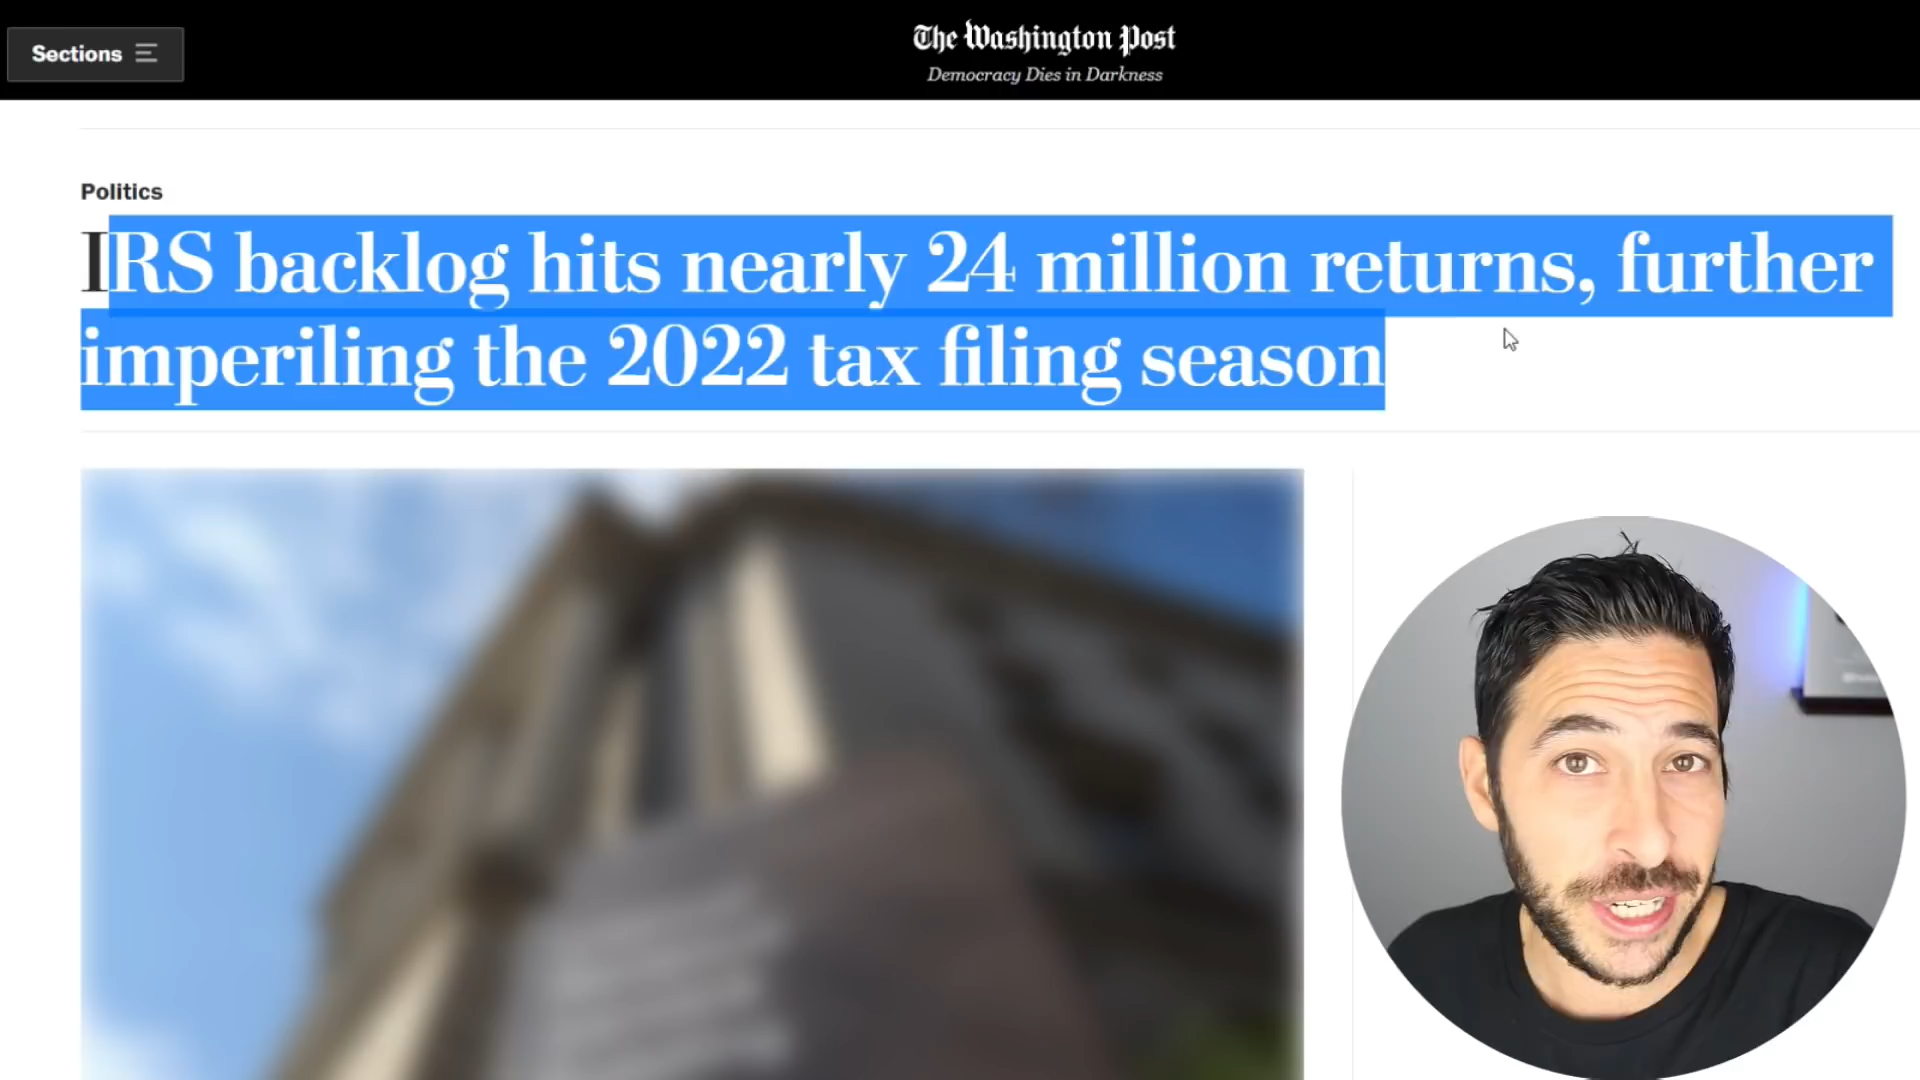 Sections
The Washington Post
Democracy Dies in Darkness
Politics
IRS backlog hits nearly 24 million returns, further
imperiling the 2022 tax filing season